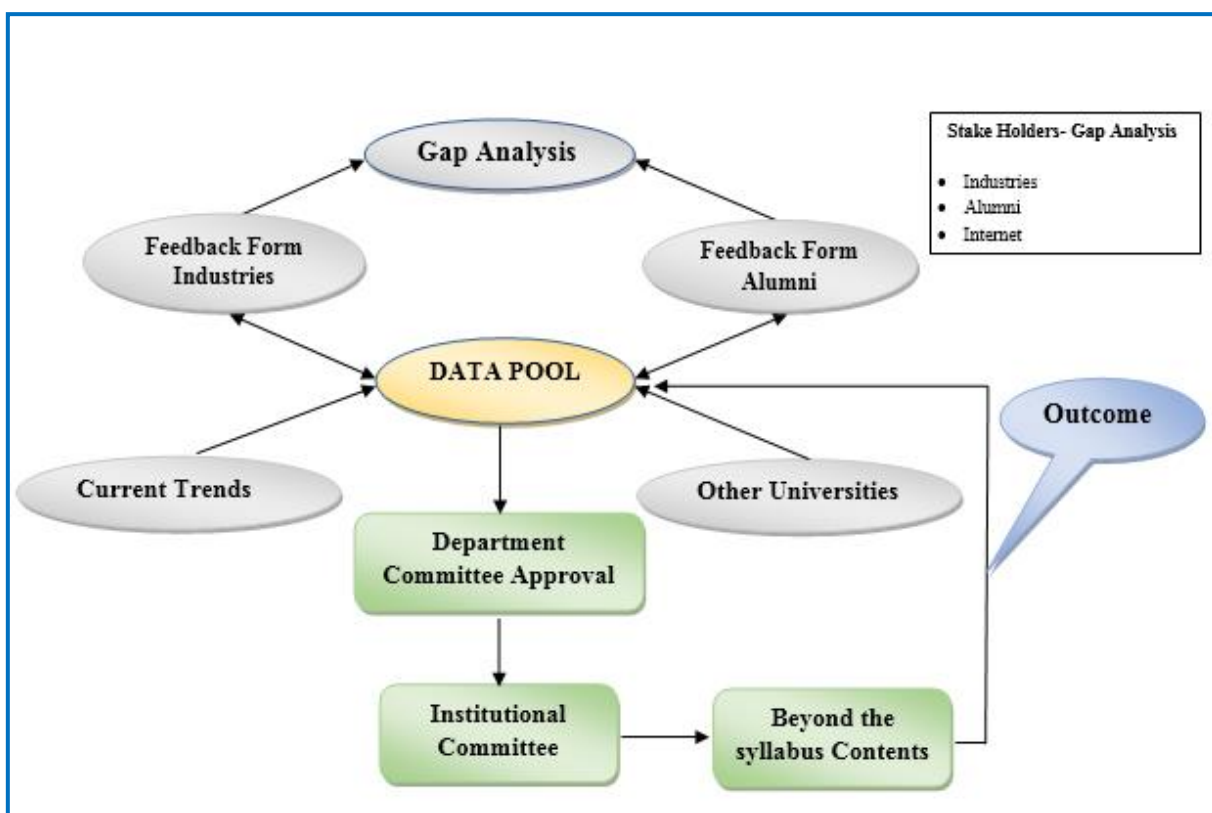 Gap Analysis
Stake Holders- Gap Analysis
• Industries
• Alumni
• Internet
Feedback Form
Industries
Feedback Form
Alumni
DATA POOL
Outcome
Current Trends
Other Universities
Department
Committee Approval
Institutional
Committee
Beyond the
syllabus Contents